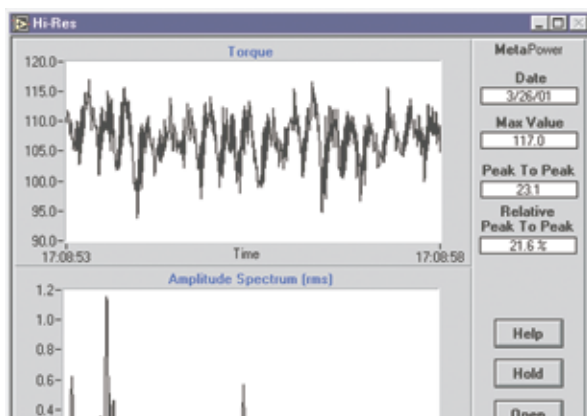 Hi-Res
Torque
120.0
115.0
110.0
105.0
100.0
95.0
90.0
17:08:53
Time
17:08:58
Amplitude Spectrum (rms)
1.2
1.0
0.8
0.6
0.4
MetaPower
Date
3/26/01
Max Value
117.0
Peak To Peak
23.1
Relative
Peak To Peak
21.6 %
Help
Hold
Open